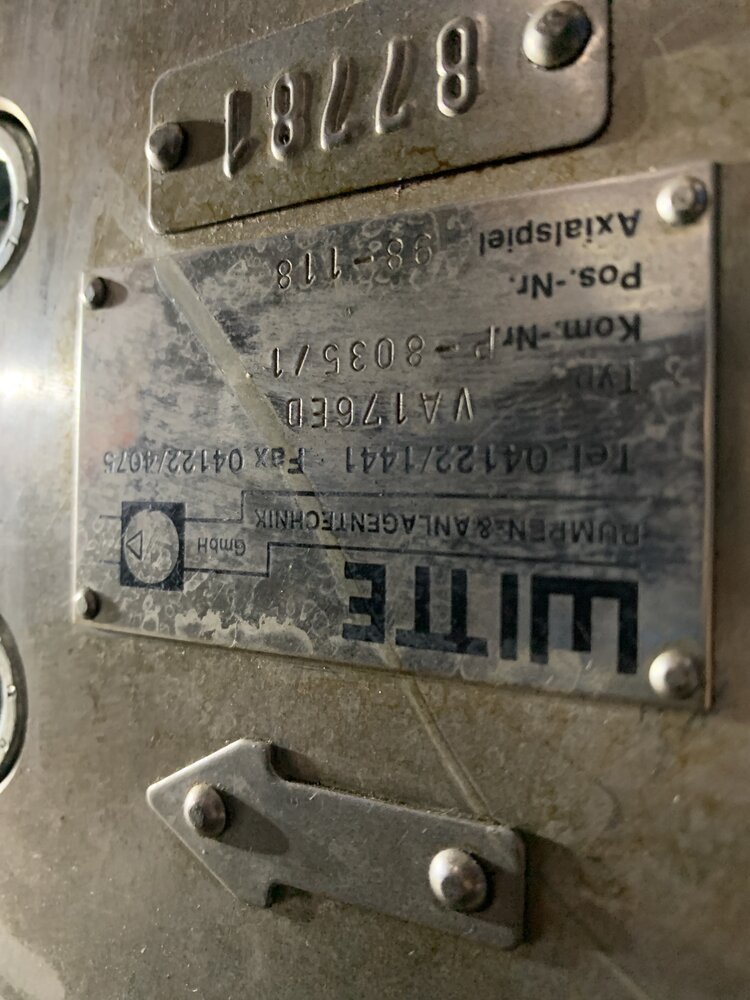 WITTE
PUMPEN-&ANLAGENTECHNIK GmbH
Tel. 04122/1441 · Fax 04122/4075
Typ VA176ED
Kom.-Nr. P-8035/1
Pos.-Nr.
Axialspiel 98-118
87781